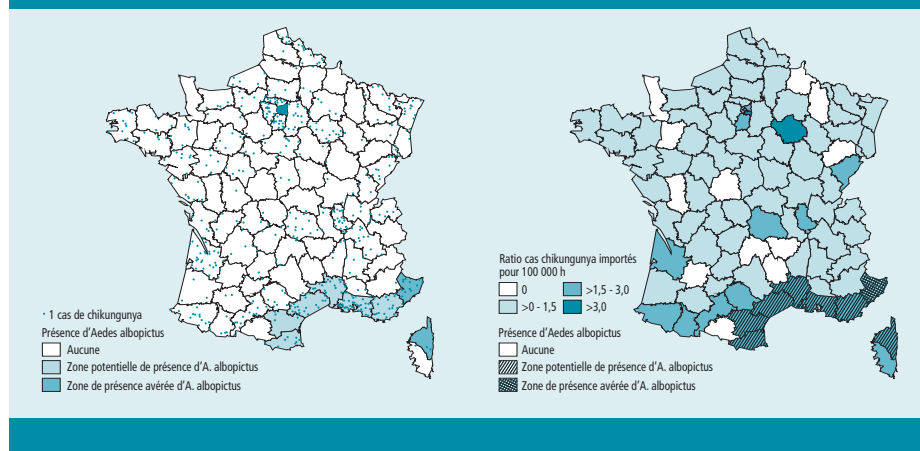 · 1 cas de chikungunya
Présence d'Aedes albopictus
Aucune
Zone potentielle de présence d'A. albopictus
Zone de présence avérée d'A. albopictus
Ratio cas chikungunya importés
pour 100 000 h
0
>1,5 - 3,0
>0 - 1,5
>3,0
Présence d'Aedes albopictus
Aucune
Zone potentielle de présence d'A. albopictus
Zone de présence avérée d'A. albopictus